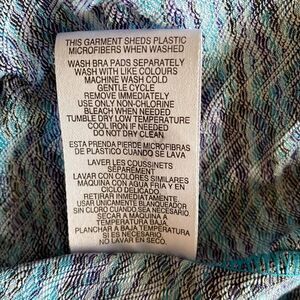 THIS GARMENT SHEDS PLASTIC
MICROFIBERS WHEN WASHED
WASH BRA PADS SEPARATELY
WASH WITH LIKE COLOURS
MACHINE WASH COLD
GENTLE CYCLE
REMOVE IMMEDIATELY
USE ONLY NON-CHLORINE
BLEACH WHEN NEEDED
TUMBLE DRY LOW TEMPERATURE
COOL IRON IF NEEDED
DO NOT DRY CLEAN
ESTA PRENDA PIERDE MICROFIBRAS
DE PLASTICO CUANDO SE LAVA
LAVER LES COUSSINETS
SEPARÉMENT
LAVAR CON COLORES SIMILARES
MAQUINA CON AGUA FRIA Y EN
CICLO DELICADO.
RETIRAR INMEDIATAMENTE.
USAR UNICAMENTE BLANQUEADOR
SIN CLORO CUANDO SEA NECESARIO.
SECAR A MAQUINA A
TEMPERATURA BAJA
PLANCHAR A BAJA TEMPERATURA
SI ES NECESARIO
NO LAVAR EN SECO.